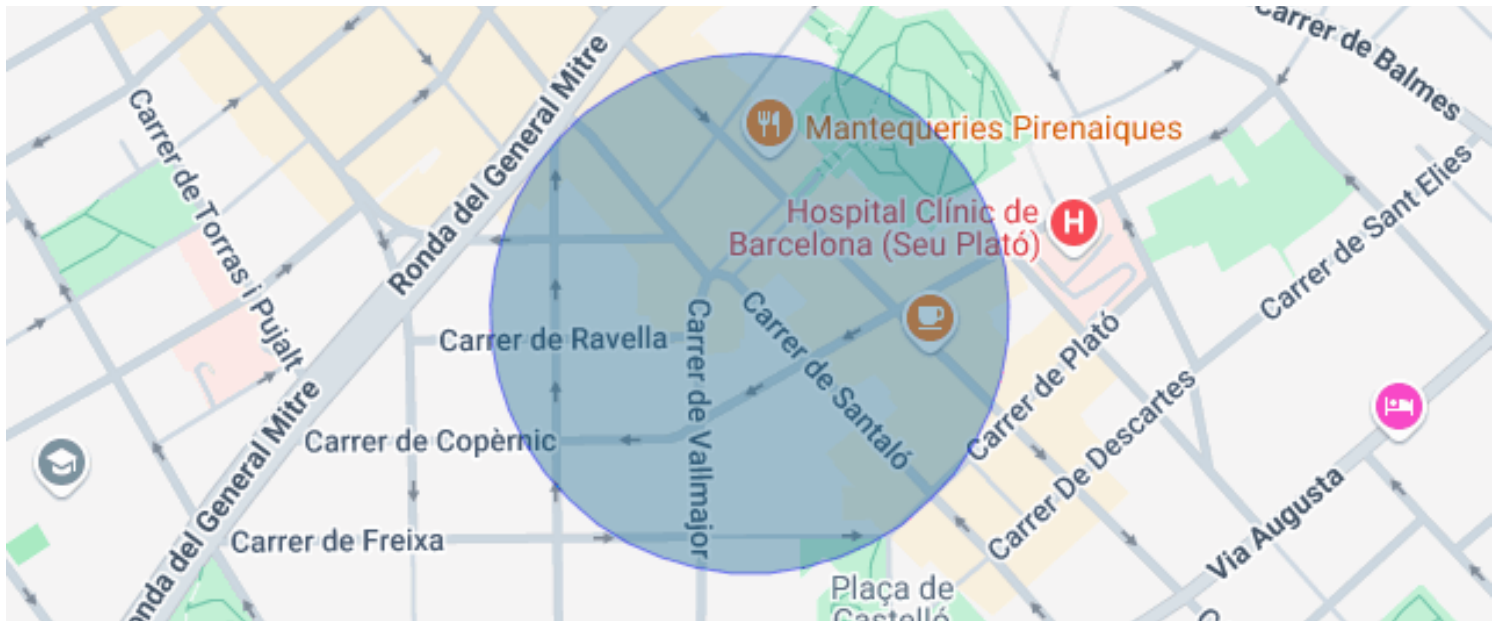 Carrer de Balmes
Carrer de Torras i Pujalt
Ronda del General Mitre
Mantequeries Pirenaiques
Hospital Clínic de
Barcelona (Seu Plató)
H
Carrer de Sant Elies
Carrer de Ravella
Carrer de Vallmajor
Carrer de Santaló
Carrer de Plató
Carrer de Copèrnic
Carrer De Descartes
Ronda del General Mitre
Via Augusta
Carrer de Freixa
Plaça de
Castelló